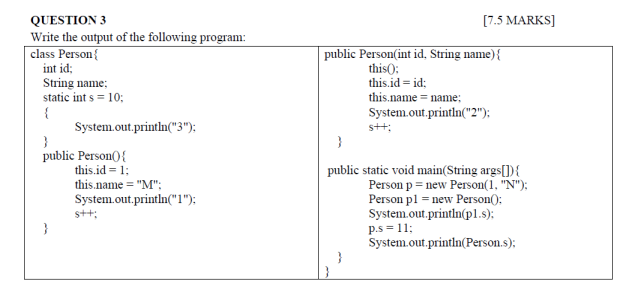 QUESTION 3 [7.5 MARKS]
Write the output of the following program:
class Person{
int id;
String name;
static int s = 10;
{
System.out.println("3");
}
public Person(){
this.id = 1;
this.name = "M";
System.out.println("1");
s++;
}
public Person(int id, String name){
this();
this.id = id;
this.name = name;
System.out.println("2");
s++;
}
public static void main(String args[]){
Person p = new Person(1, "N");
Person p1 = new Person();
System.out.println(p1.s);
p.s = 11;
System.out.println(Person.s);
}
}